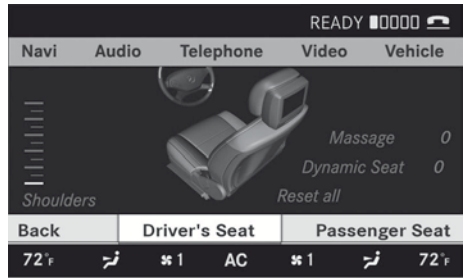 READY
Navi Audio Telephone Video Vehicle
Massage 0
Dynamic Seat 0
Shoulders Reset all
Back Driver's Seat Passenger Seat
72°F 1 AC 1 72°F